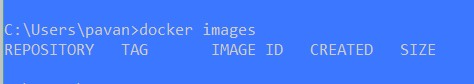 C:\Users\pavan>docker images
REPOSITORY TAG IMAGE ID CREATED SIZE